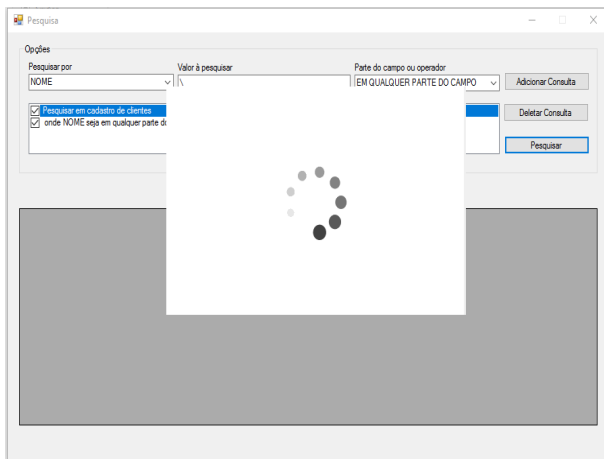 Pesquisa
Opções
Pesquisar por Valor à pesquisar Parte do campo ou operador
NOME \ EM QUALQUER PARTE DO CAMPO Adicionar Consulta
Pesquisar em cadastro de clientes Deletar Consulta
onde NOME seja em qualquer parte do
Pesquisar